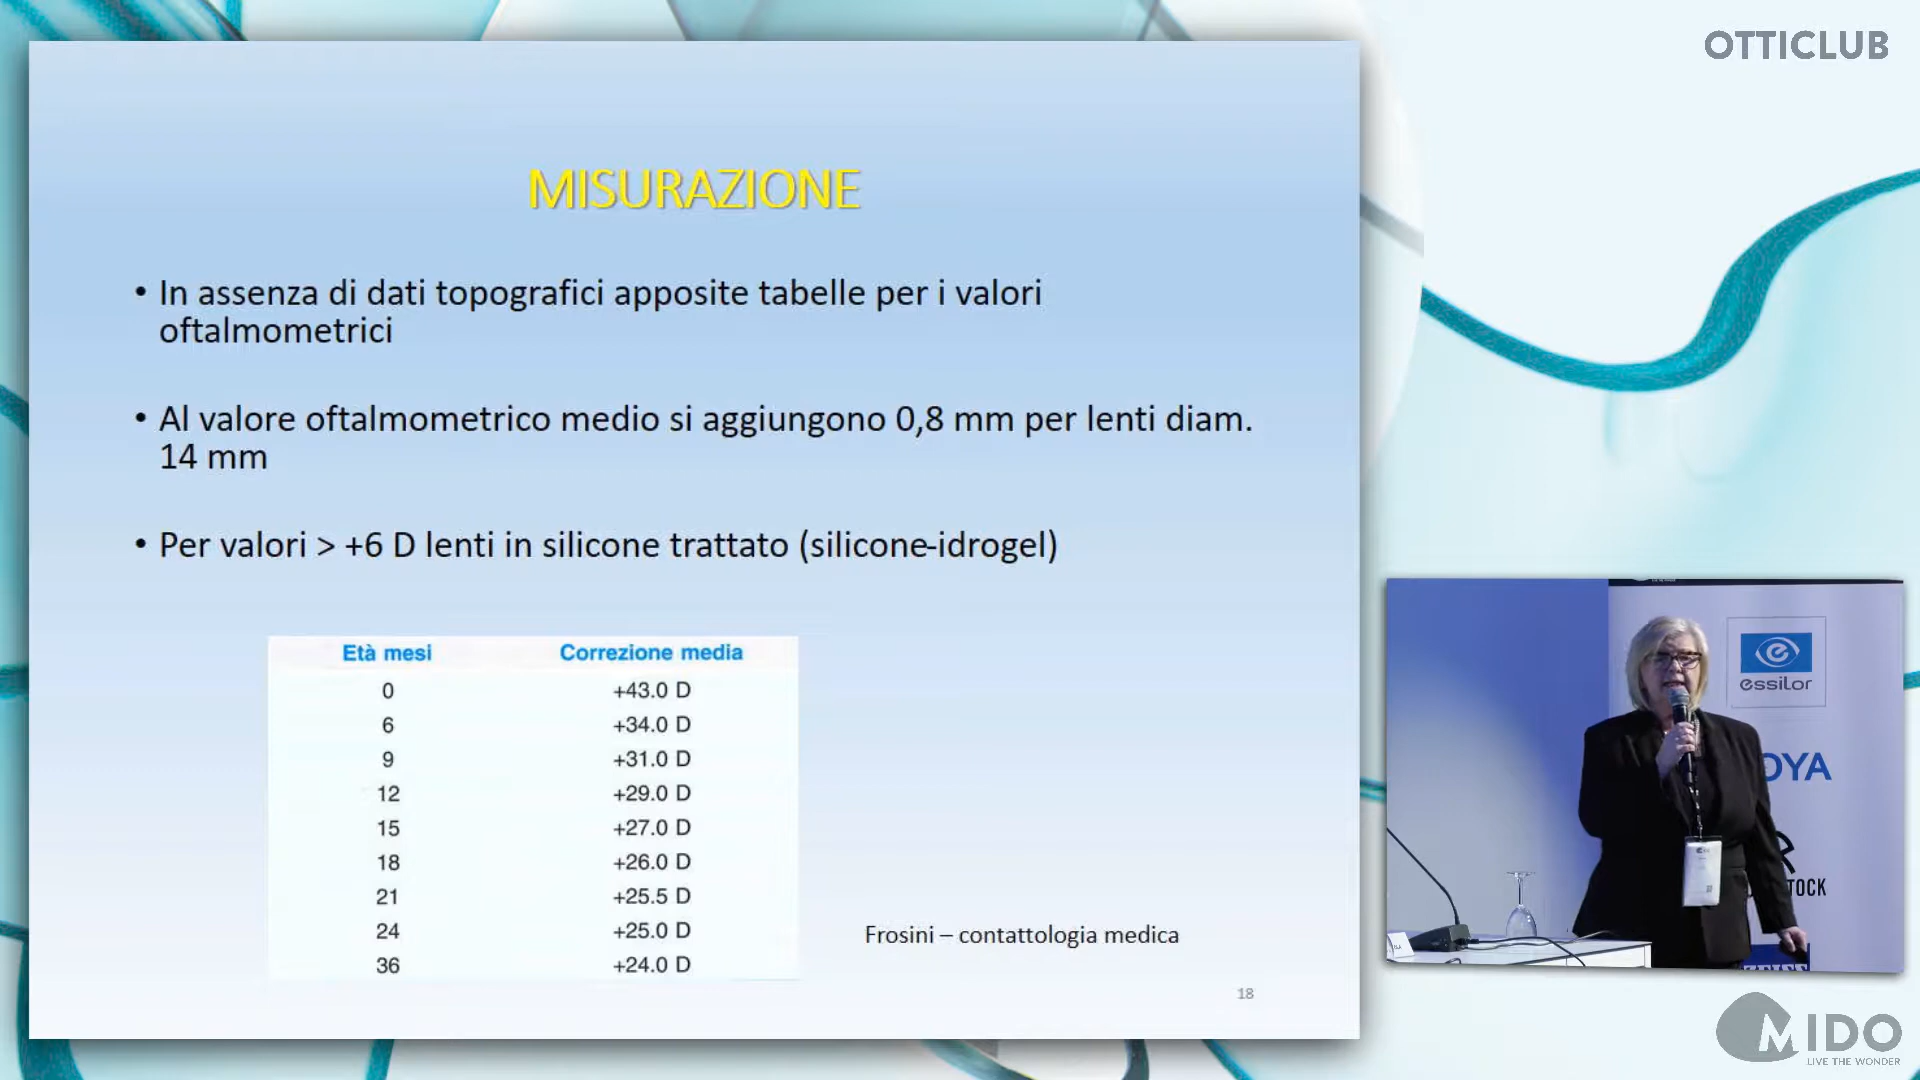 OTTICLUB
MISURAZIONE
• In assenza di dati topografici apposite tabelle per i valori
oftalmometrici
• Al valore oftalmometrico medio si aggiungono 0,8 mm per lenti diam.
14 mm
• Per valori > +6 D lenti in silicone trattato (silicone-idrogel)
Età mesi Correzione media
0 +43.0 D
6 +34.0 D
9 +31.0 D
12 +29.0 D
15 +27.0 D
18 +26.0 D
21 +25.5 D
24 +25.0 D
36 +24.0 D
Frosini – contattologia medica
18
essilor
OYA
TOCK
MIDO
LIVE THE WONDER